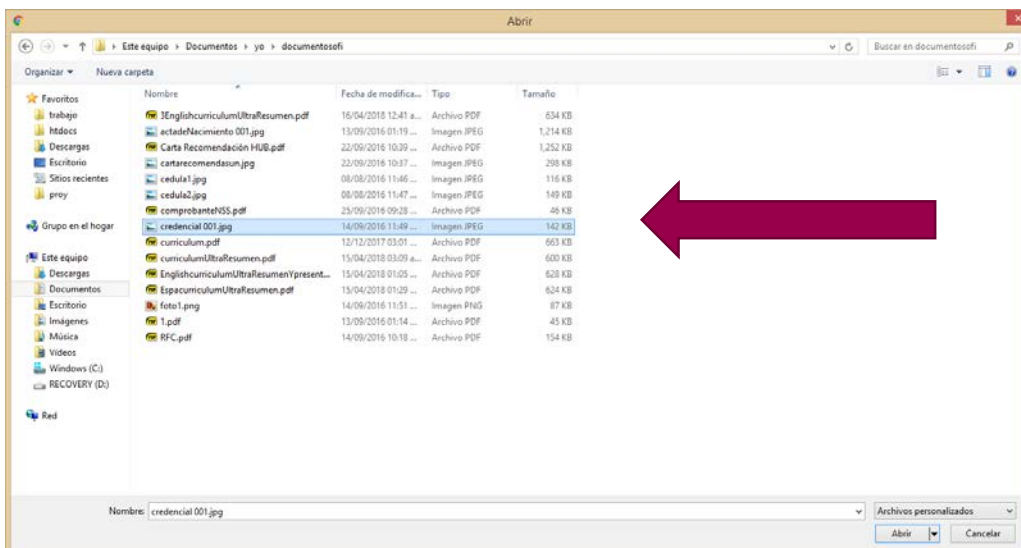 Abrir
Este equipo Documentos yo documentosofi
Buscar en documentosofi
Organizar Nueva carpeta
Nombre Fecha de modifica... Tipo Tamaño
Favoritos
trabajo
htdocs
Descargas
Escritorio
Sitios recientes
proy
Grupo en el hogar
Este equipo
Descargas
Documentos
Escritorio
Imágenes
Música
Vídeos
Windows (C:)
RECOVERY (D:)
Red
3EnglishcurriculumUltraResumen.pdf 16/04/2018 12:41 a... Archivo PDF 634 KB
actadeNacimiento 001.jpg 13/09/2016 01:19 ... Imagen JPEG 1,214 KB
Carta Recomendación HUB.pdf 22/09/2016 10:39 ... Archivo PDF 1,252 KB
cartarecomendasun.jpg 22/09/2016 10:37 ... Imagen JPEG 298 KB
cedula1.jpg 08/08/2016 11:46 ... Imagen JPEG 116 KB
cedula2.jpg 08/08/2016 11:47 ... Imagen JPEG 149 KB
comprobanteNSS.pdf 25/09/2016 09:28 ... Archivo PDF 46 KB
credencial 001.jpg 14/09/2016 11:49 ... Imagen JPEG 142 KB
curriculum.pdf 12/12/2017 03:01 ... Archivo PDF 663 KB
curriculumUltraResumen.pdf 15/04/2018 03:09 a... Archivo PDF 600 KB
EnglishcurriculumUltraResumenYpresent... 15/04/2018 01:05 ... Archivo PDF 628 KB
EspacurriculumUltraResumen.pdf 15/04/2018 01:29 ... Archivo PDF 624 KB
foto1.png 14/09/2016 11:51 ... Imagen PNG 87 KB
1.pdf 13/09/2016 01:14 ... Archivo PDF 45 KB
RFC.pdf 14/09/2016 10:18 ... Archivo PDF 154 KB
Nombre: credencial 001.jpg
Archivos personalizados
Abrir Cancelar